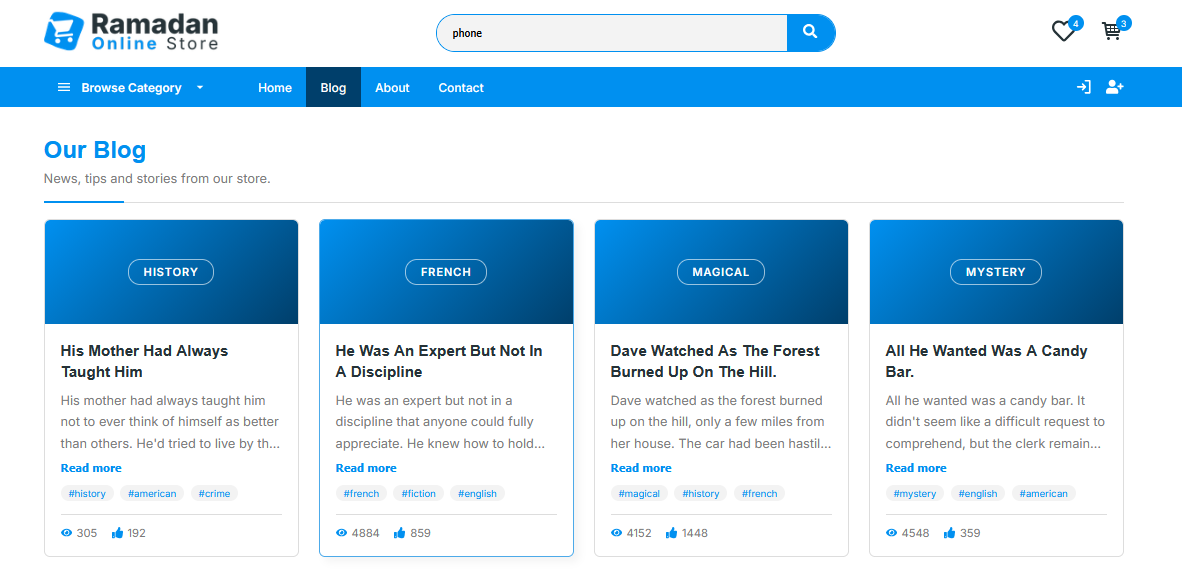 Ramadan
Online Store
phone
4
3
Browse Category
Home
Blog
About
Contact
Our Blog
News, tips and stories from our store.
HISTORY
His Mother Had Always
Taught Him
His mother had always taught him
not to ever think of himself as better
than others. He'd tried to live by th...
Read more
#history #american #crime
305 192
FRENCH
He Was An Expert But Not In
A Discipline
He was an expert but not in a
discipline that anyone could fully
appreciate. He knew how to hold...
Read more
#french #fiction #english
4884 859
MAGICAL
Dave Watched As The Forest
Burned Up On The Hill.
Dave watched as the forest burned
up on the hill, only a few miles from
her house. The car had been hastil...
Read more
#magical #history #french
4152 1448
MYSTERY
All He Wanted Was A Candy
Bar.
All he wanted was a candy bar. It
didn't seem like a difficult request to
comprehend, but the clerk remain...
Read more
#mystery #english #american
4548 359